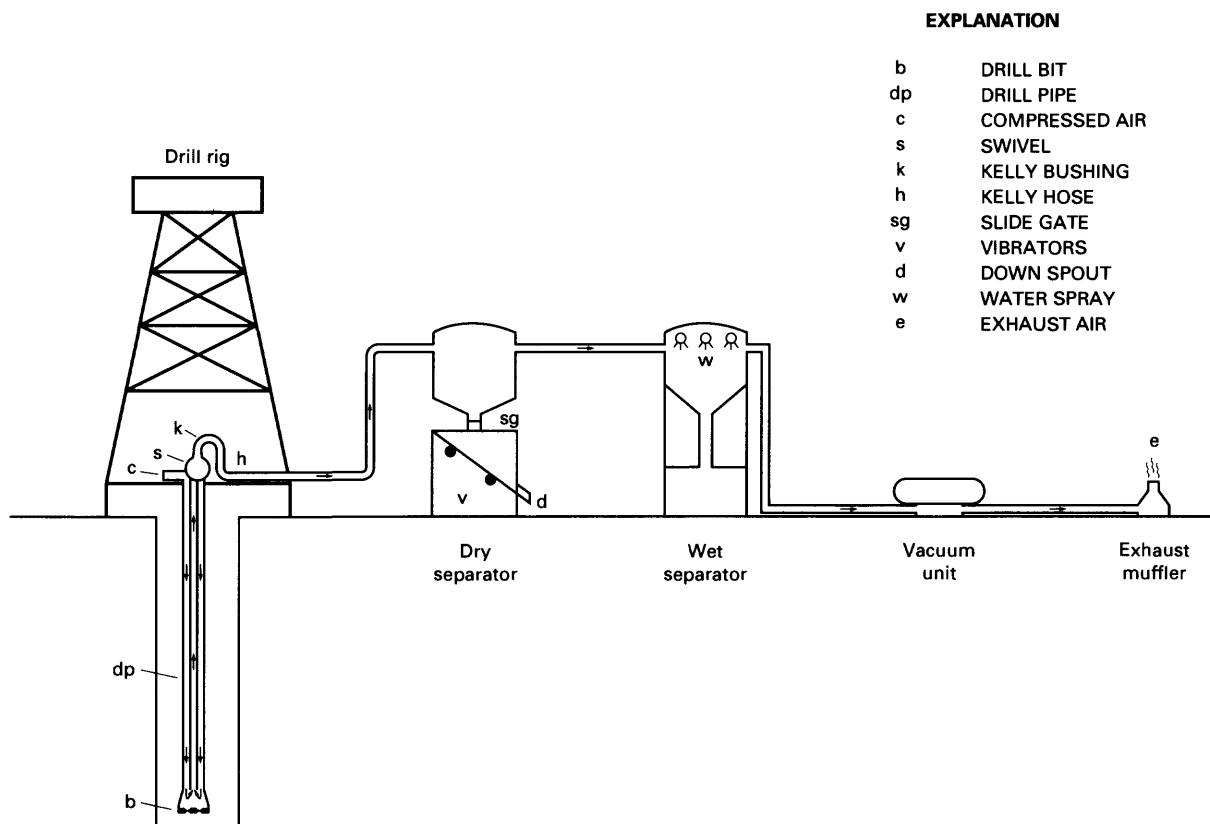 EXPLANATION
b DRILL BIT
dp DRILL PIPE
c COMPRESSED AIR
s SWIVEL
k KELLY BUSHING
h KELLY HOSE
sg SLIDE GATE
v VIBRATORS
d DOWN SPOUT
w WATER SPRAY
e EXHAUST AIR
Drill rig
w
sg
k
s
h
c
v
d
e
Dry
separator
Wet
separator
Vacuum
unit
Exhaust
muffler
dp
b